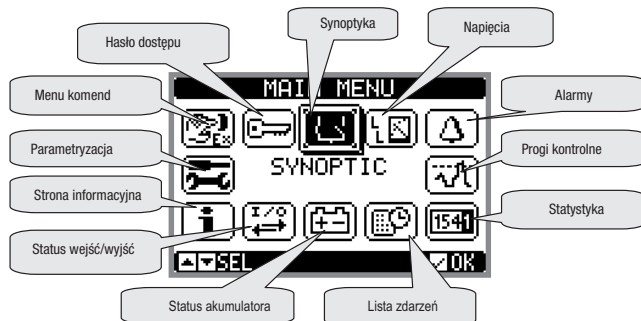 Synoptyka
Napięcia
Hasło dostępu
Menu komend
MAIN MENU
Alarmy
Ex
Parametryzacja
SYNOPTIC
Progi kontrolne
Strona informacyjna
i
I/O
+ -
1541
Statystyka
Status wejść/wyjść
SEL
OK
Status akumulatora
Lista zdarzeń